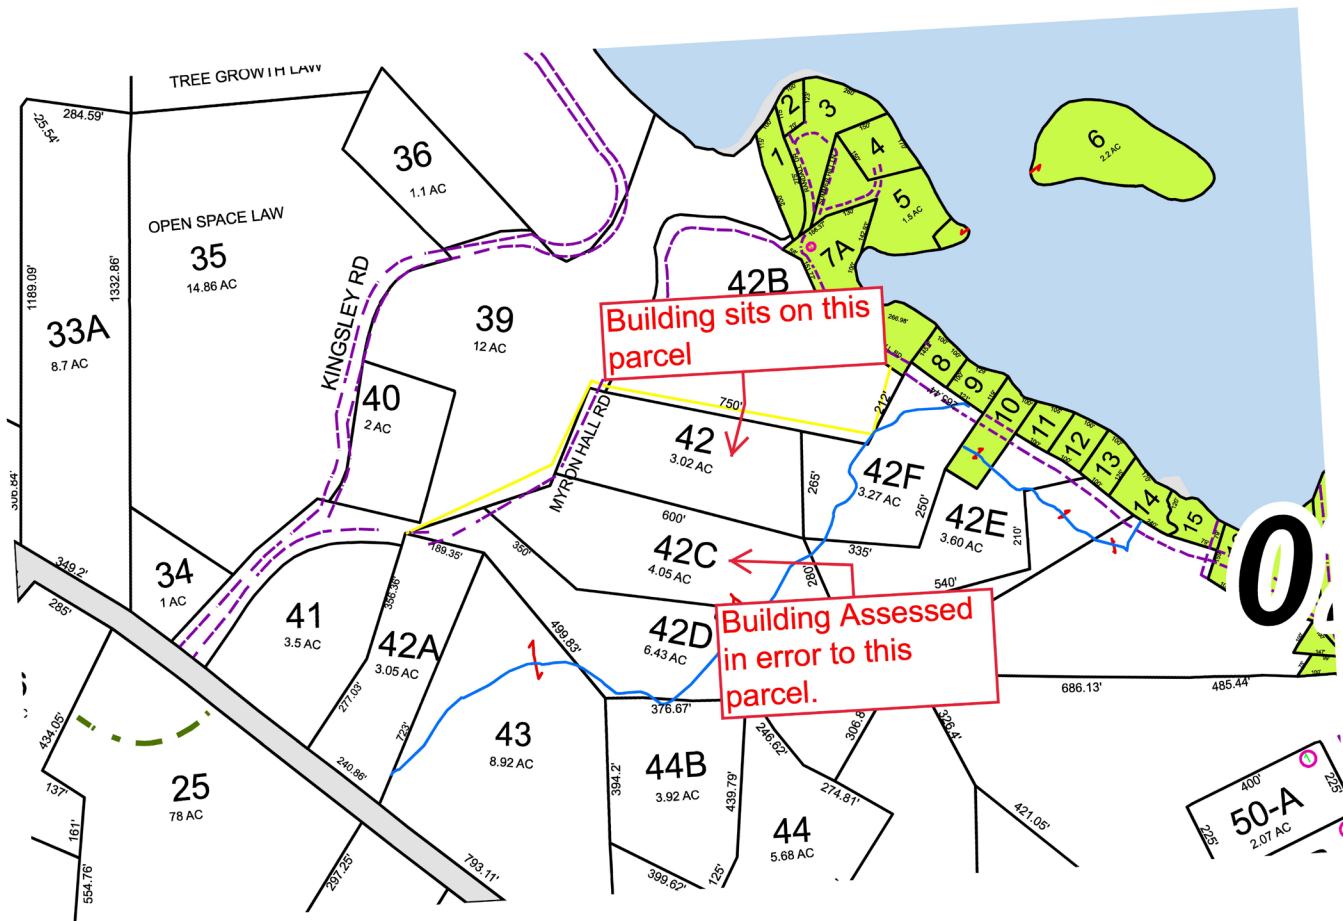 TREE GROWTH LAW
284.59'
-25.54'
36
1.1 AC
OPEN SPACE LAW
35
14.86 AC
1189.09'
1332.86'
33A
8.7 AC
KINGSLEY RD
39
12 AC
40
2 AC
2
3
1
4
5
1.5 AC
6
2.2 AC
7A
42B
Building sits on this
parcel
750'
212'
MYRON HALL RD
42
3.02 AC
265'
42F
3.27 AC
250'
42E
3.60 AC
210'
8
9
10
11
12
13
14
15
0
600'
335'
540'
350'
42C
4.05 AC
280'
189.35'
356.36'
34
1 AC
349.2'
285'
41
3.5 AC
42A
3.05 AC
499.83'
42D
6.43 AC
Building Assessed
in error to this
parcel.
686.13'
485.44'
277.03'
723'
240.86'
43
8.92 AC
376.67'
246.62'
306.8
326.4'
434.05'
137'
161'
554.76'
25
78 AC
297.25'
793.11'
44B
3.92 AC
394.2'
439.79'
399.62'
125'
274.81'
44
5.68 AC
421.05'
400'
225'
50-A
2.07 AC
225'